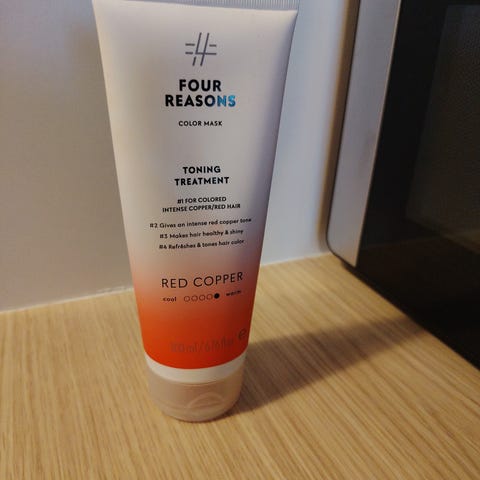 FOUR
REASONS
COLOR MASK
TONING
TREATMENT
#1 FOR COLORED
INTENSE COPPER/RED HAIR
#2 Gives an intense red copper tone
#3 Makes hair healthy & shiny
#4 Refreshes & tones hair color
RED COPPER
cool warm